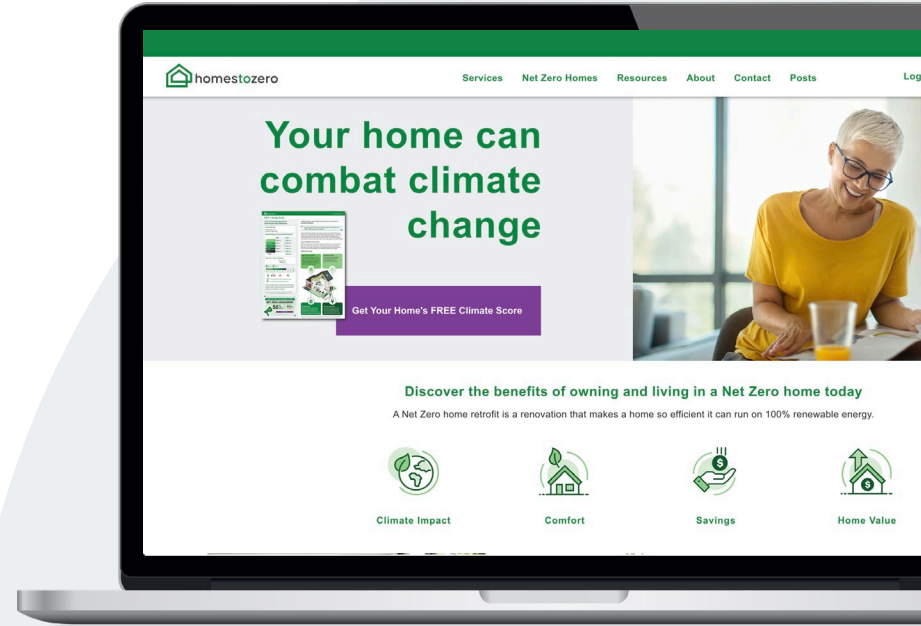 homestozero
Services Net Zero Homes Resources About Contact Posts Log
Your home can
combat climate
change
Get Your Home's FREE Climate Score
Discover the benefits of owning and living in a Net Zero home today
A Net Zero home retrofit is a renovation that makes a home so efficient it can run on 100% renewable energy.
Climate Impact Comfort Savings Home Value